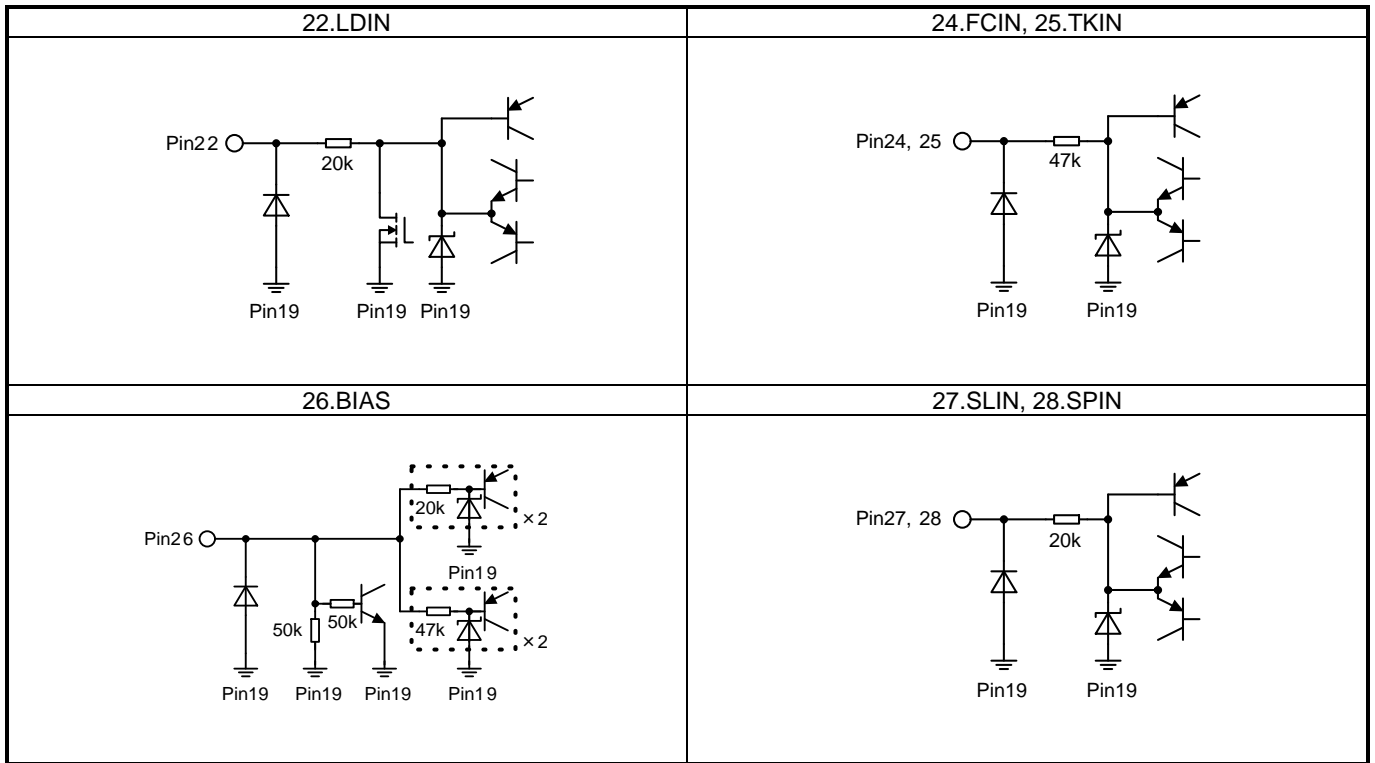 22.LDIN
24.FCIN, 25.TKIN
Pin22
20k
Pin19 Pin19 Pin19
Pin24, 25
47k
Pin19 Pin19
26.BIAS
27.SLIN, 28.SPIN
20k
×2
Pin26
Pin19
50k 50k
47k
×2
Pin19 Pin19 Pin19 Pin19
Pin27, 28
20k
Pin19 Pin19